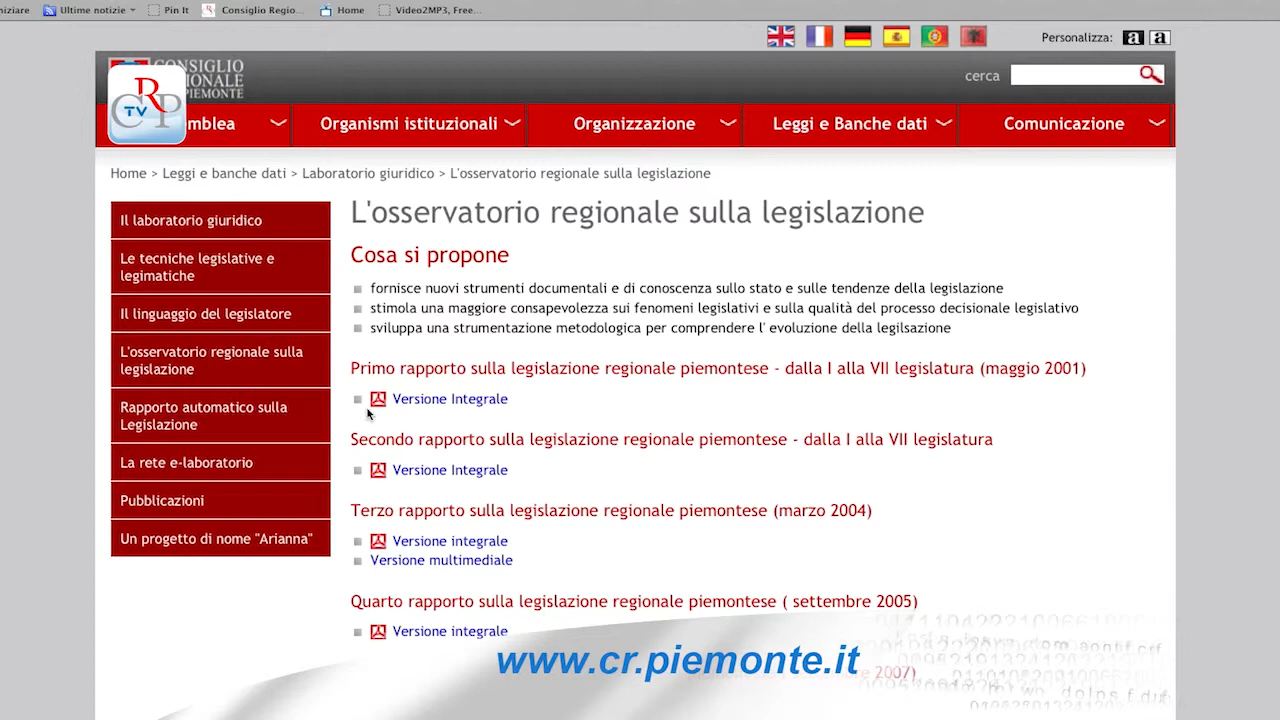 Ultime notizie
Pin It
Consiglio Regio...
Home
Video2MP3, Free...
Personalizza: a a
CONSIGLIO
PIEMONTE
cerca
CRP
TV
Organismi istituzionali
Organizzazione
Leggi e Banche dati
Comunicazione
Home > Leggi e banche dati > Laboratorio giuridico > L'osservatorio regionale sulla legislazione
Il laboratorio giuridico
Le tecniche legislative e
legimatiche
Il linguaggio del legislatore
L'osservatorio regionale sulla
legislazione
Rapporto automatico sulla
Legislazione
La rete e-laboratorio
Pubblicazioni
Un progetto di nome "Arianna"
L'osservatorio regionale sulla legislazione
Cosa si propone
fornisce nuovi strumenti documentali e di conoscenza sullo stato e sulle tendenze della legislazione
stimola una maggiore consapevolezza sui fenomeni legislativi e sulla qualità del processo decisionale legislativo
sviluppa una strumentazione metodologica per comprendere l' evoluzione della legilsazione
Primo rapporto sulla legislazione regionale piemontese - dalla I alla VII legislatura (maggio 2001)
Versione Integrale
Secondo rapporto sulla legislazione regionale piemontese - dalla I alla VII legislatura
Versione Integrale
Terzo rapporto sulla legislazione regionale piemontese (marzo 2004)
Versione integrale
Versione multimediale
Quarto rapporto sulla legislazione regionale piemontese ( settembre 2005)
Versione integrale
www.cr.piemonte.it
2007)